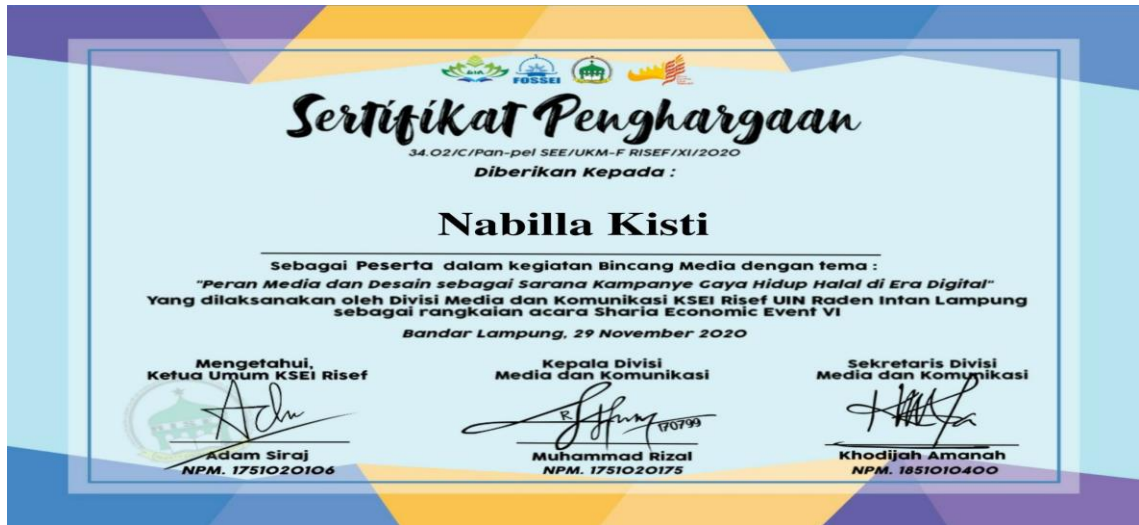 FOSSEI
Sertifikat Penghargaan
34.02/C/Pan-pel SEE/UKM-F RISEF/XI/2020
Diberikan Kepada :
Nabilla Kisti
Sebagai Peserta dalam kegiatan Bincang Media dengan tema :
"Peran Media dan Desain sebagai Sarana Kampanye Gaya Hidup Halal di Era Digital"
Yang dilaksanakan oleh Divisi Media dan Komunikasi KSEI Risef UIN Raden Intan Lampung
sebagai rangkaian acara Sharia Economic Event VI
Bandar Lampung, 29 November 2020
Mengetahui,
Ketua Umum KSEI Risef
Adam Siraj
NPM. 1751020106
Kepala Divisi
Media dan Komunikasi
170799
Muhammad Rizal
NPM. 1751020175
Sekretaris Divisi
Media dan Komunikasi
Khodijah Amanah
NPM. 1851010400